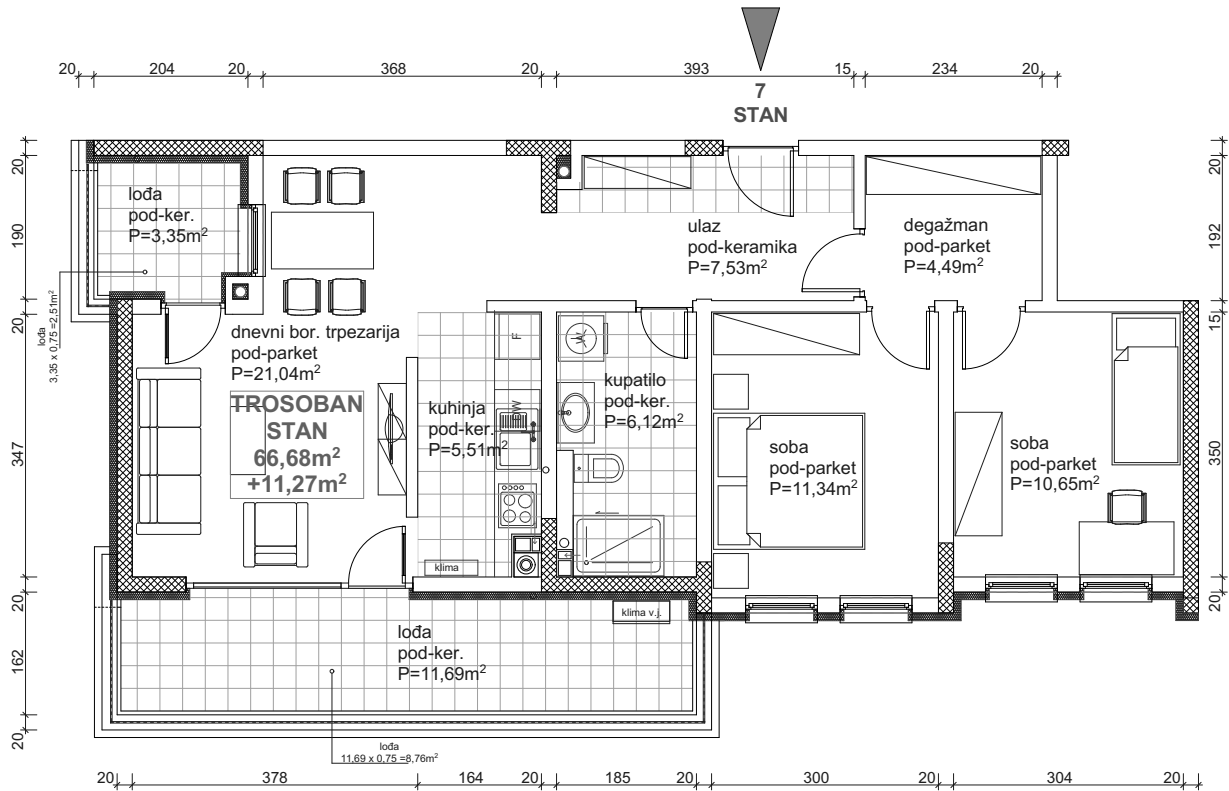 20 204 20 368 20 393 15 234 20
7
STAN
20
190
20
347
20
162
20
20
192
15
350
20
lođa
pod-ker.
P=3,35m²
ulaz
pod-keramika
P=7,53m²
degažman
pod-parket
P=4,49m²
lođa
3,35 x 0,75 =2,51m²
dnevni bor. trpezarija
pod-parket
P=21,04m²
TROSOBAN
STAN
66,68m²
+11,27m²
kuhinja
pod-ker.
P=5,51m²
F
DW
W
kupatilo
pod-ker.
P=6,12m²
soba
pod-parket
P=11,34m²
soba
pod-parket
P=10,65m²
klima
klima v.j.
lođa
pod-ker.
P=11,69m²
lođa
11,69 x 0,75 =8,76m²
20 378 164 20 185 20 300 20 304 20